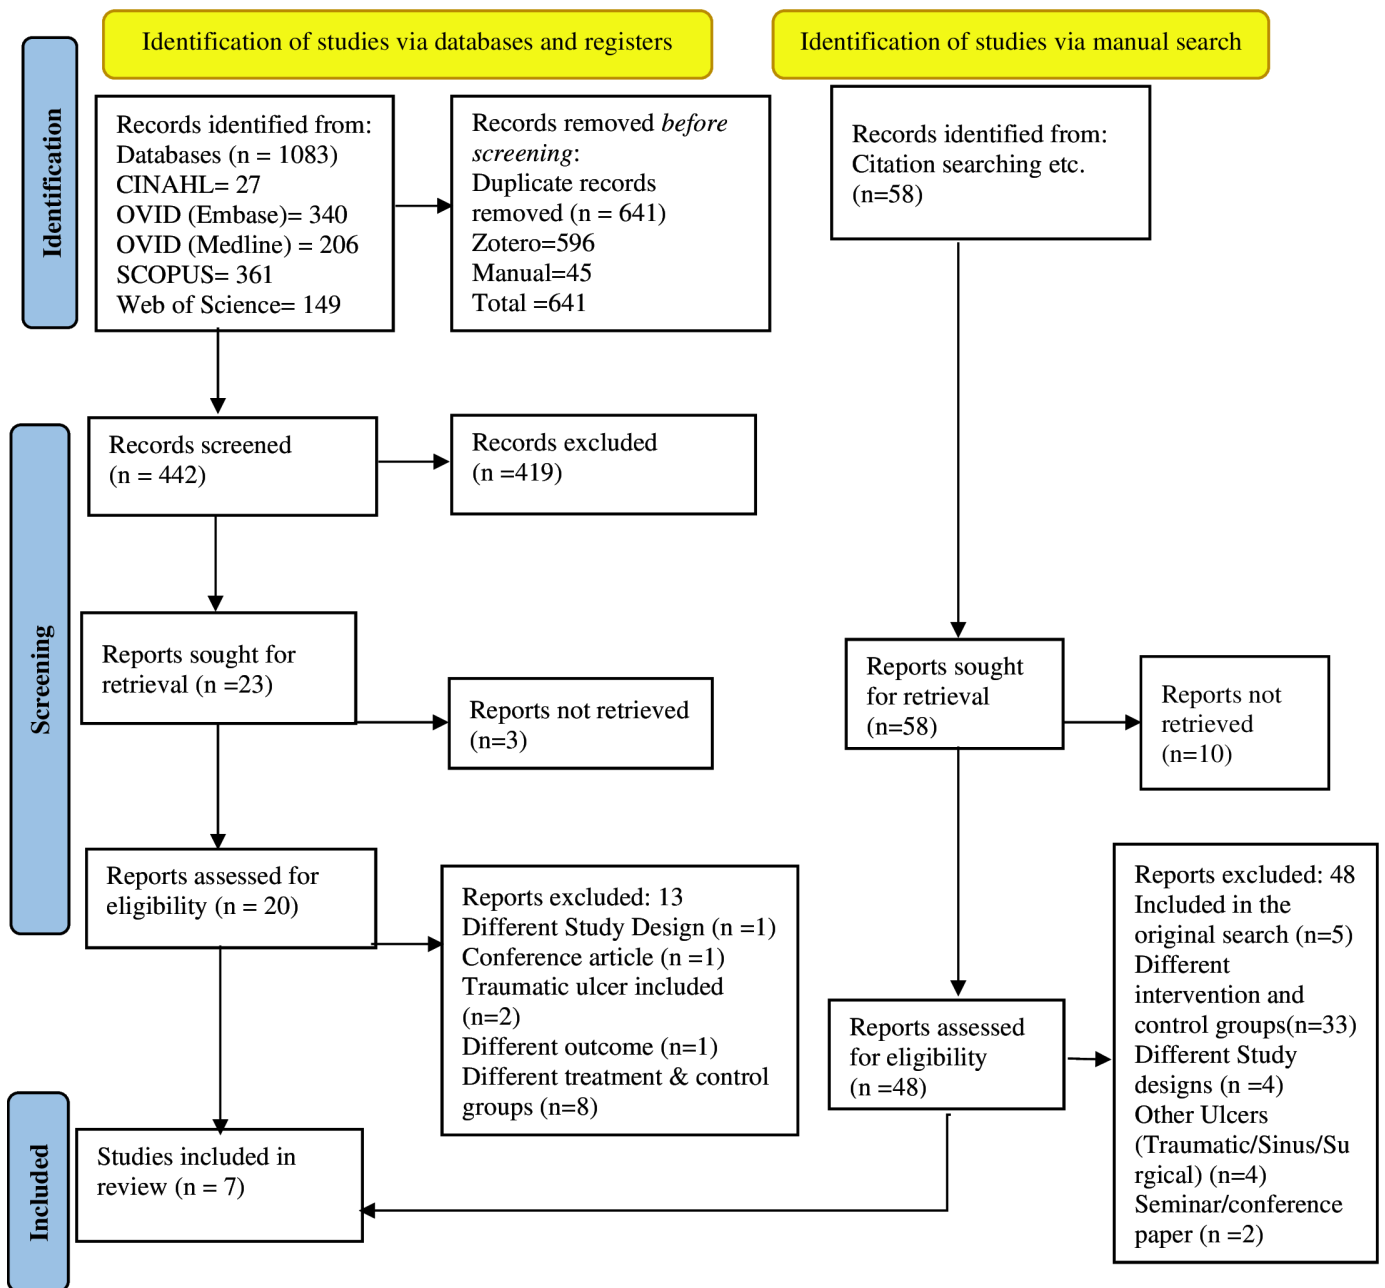 Identification of studies via databases and registers
Identification of studies via manual search
Identification
Records identified from:
Databases (n = 1083)
CINAHL= 27
OVID (Embase)= 340
OVID (Medline) = 206
SCOPUS= 361
Web of Science= 149
Records removed before
screening:
Duplicate records
removed (n = 641)
Zotero=596
Manual=45
Total =641
Records identified from:
Citation searching etc.
(n=58)
Screening
Records screened
(n = 442)
Records excluded
(n =419)
Reports sought for
retrieval (n =23)
Reports not retrieved
(n=3)
Reports sought
for retrieval
(n=58)
Reports not
retrieved
(n=10)
Reports assessed for
eligibility (n = 20)
Reports excluded: 13
Different Study Design (n =1)
Conference article (n =1)
Traumatic ulcer included
(n=2)
Different outcome (n=1)
Different treatment & control
groups (n=8)
Reports assessed
for eligibility
(n =48)
Reports excluded: 48
Included in the
original search (n=5)
Different
intervention and
control groups(n=33)
Different Study
designs (n =4)
Other Ulcers
(Traumatic/Sinus/Su
rgical) (n=4)
Seminar/conference
paper (n =2)
Included
Studies included in
review (n = 7)